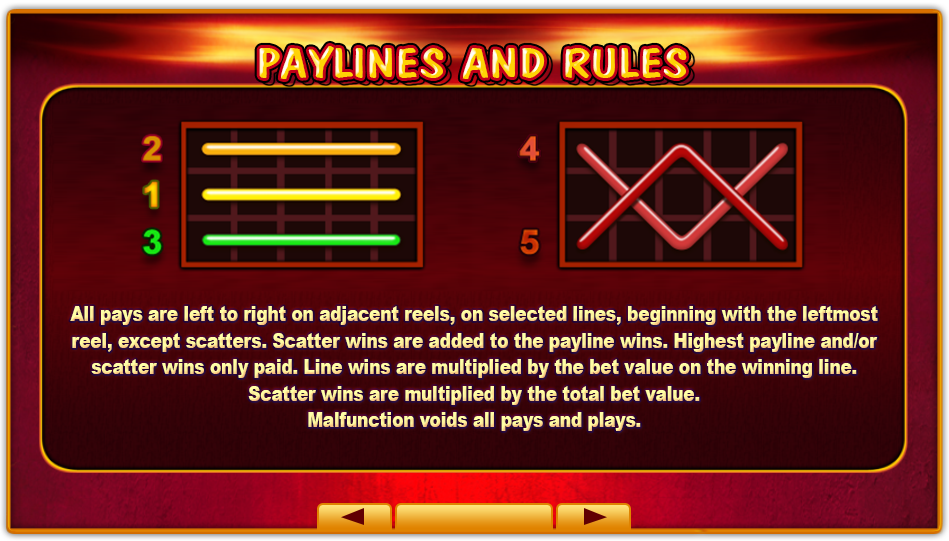 PAYLINES AND RULES
2
1
3
4
5
All pays are left to right on adjacent reels, on selected lines, beginning with the leftmost
reel, except scatters. Scatter wins are added to the payline wins. Highest payline and/or
scatter wins only paid. Line wins are multiplied by the bet value on the winning line.
Scatter wins are multiplied by the total bet value.
Malfunction voids all pays and plays.